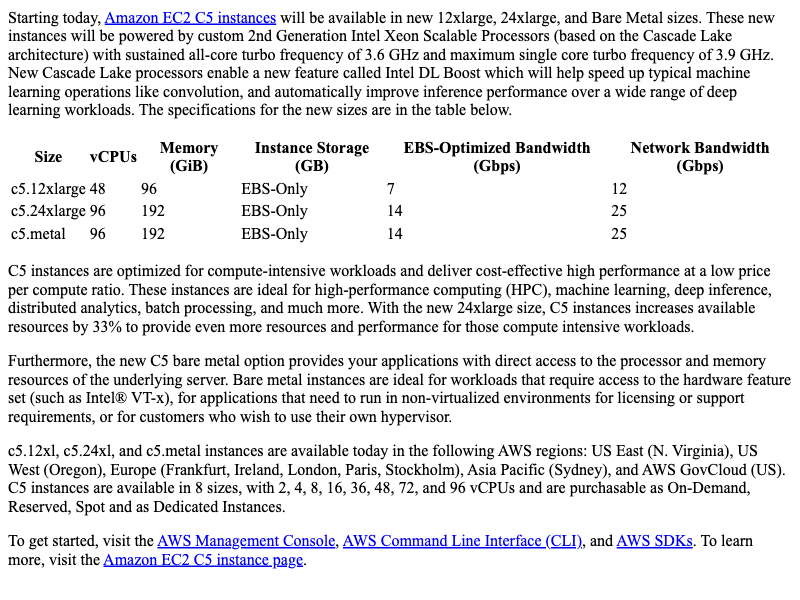 Starting today, Amazon EC2 C5 instances will be available in new 12xlarge, 24xlarge, and Bare Metal sizes. These new
instances will be powered by custom 2nd Generation Intel Xeon Scalable Processors (based on the Cascade Lake
architecture) with sustained all-core turbo frequency of 3.6 GHz and maximum single core turbo frequency of 3.9 GHz.
New Cascade Lake processors enable a new feature called Intel DL Boost which will help speed up typical machine
learning operations like convolution, and automatically improve inference performance over a wide range of deep
learning workloads. The specifications for the new sizes are in the table below.
Size vCPUs Memory (GiB) Instance Storage (GB) EBS-Optimized Bandwidth (Gbps) Network Bandwidth (Gbps)
c5.12xlarge 48 96 EBS-Only 7 12
c5.24xlarge 96 192 EBS-Only 14 25
c5.metal 96 192 EBS-Only 14 25
C5 instances are optimized for compute-intensive workloads and deliver cost-effective high performance at a low price
per compute ratio. These instances are ideal for high-performance computing (HPC), machine learning, deep inference,
distributed analytics, batch processing, and much more. With the new 24xlarge size, C5 instances increases available
resources by 33% to provide even more resources and performance for those compute intensive workloads.
Furthermore, the new C5 bare metal option provides your applications with direct access to the processor and memory
resources of the underlying server. Bare metal instances are ideal for workloads that require access to the hardware feature
set (such as Intel® VT-x), for applications that need to run in non-virtualized environments for licensing or support
requirements, or for customers who wish to use their own hypervisor.
c5.12xl, c5.24xl, and c5.metal instances are available today in the following AWS regions: US East (N. Virginia), US
West (Oregon), Europe (Frankfurt, Ireland, London, Paris, Stockholm), Asia Pacific (Sydney), and AWS GovCloud (US).
C5 instances are available in 8 sizes, with 2, 4, 8, 16, 36, 48, 72, and 96 vCPUs and are purchasable as On-Demand,
Reserved, Spot and as Dedicated Instances.
To get started, visit the AWS Management Console, AWS Command Line Interface (CLI), and AWS SDKs. To learn
more, visit the Amazon EC2 C5 instance page.